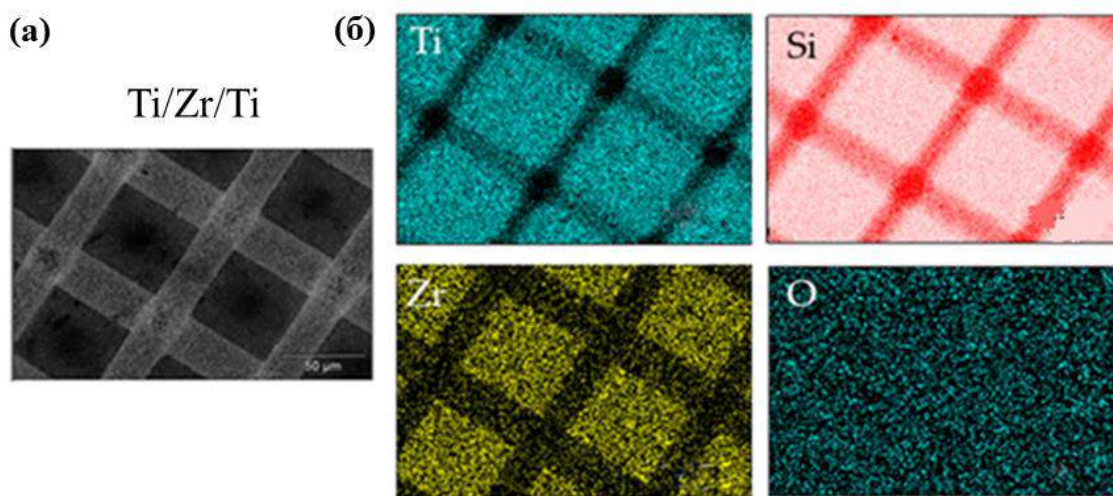 (а)
(б)
Ti/Zr/Ti
50 μm
Ti
Si
Zr
O